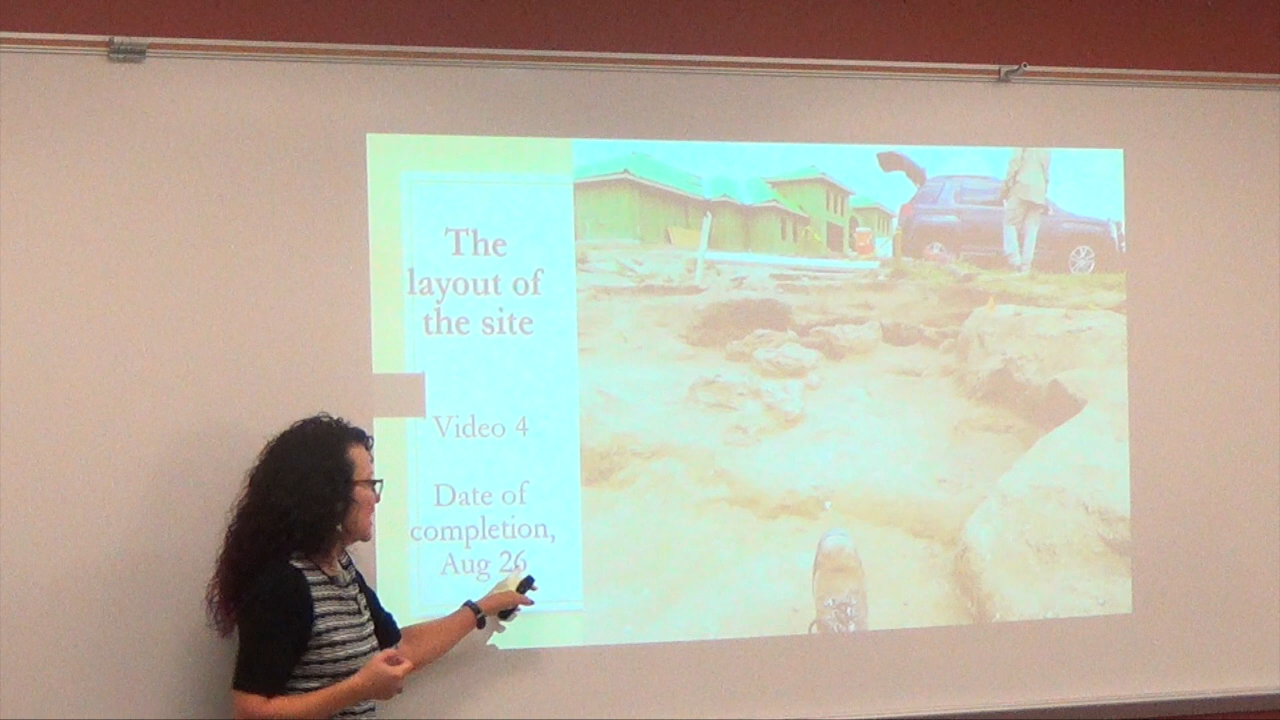 The
layout of
the site
Video 4
Date of
completion,
Aug 26